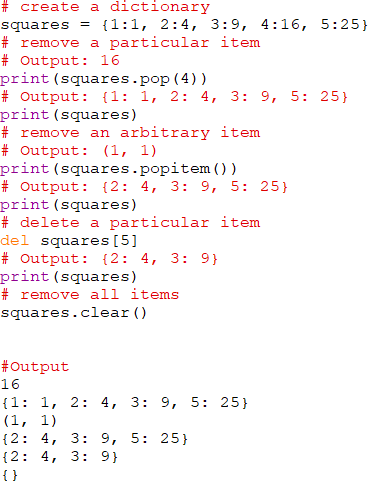 # create a dictionary
squares = {1:1, 2:4, 3:9, 4:16, 5:25}
# remove a particular item
# Output: 16
print(squares.pop(4))
# Output: {1: 1, 2: 4, 3: 9, 5: 25}
print(squares)
# remove an arbitrary item
# Output: (1, 1)
print(squares.popitem())
# Output: {2: 4, 3: 9, 5: 25}
print(squares)
# delete a particular item
del squares[5]
# Output: {2: 4, 3: 9}
print(squares)
# remove all items
squares.clear()
#Output
16
{1: 1, 2: 4, 3: 9, 5: 25}
(1, 1)
{2: 4, 3: 9, 5: 25}
{2: 4, 3: 9}
{}